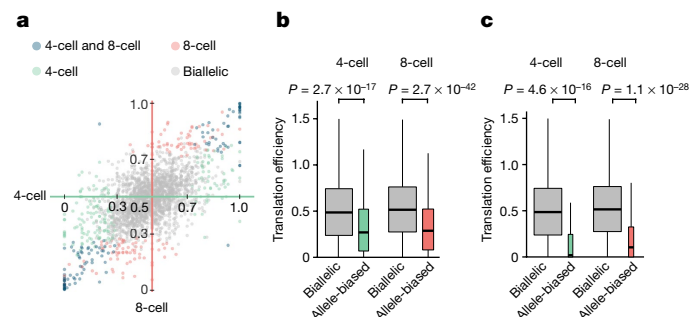 a
4-cell and 8-cell
8-cell
4-cell
Biallelic
1.0
0.7
4-cell
0
0.3
0.5
0.7
1.0
0.3
0
8-cell
b
4-cell
8-cell
P = 2.7 × 10⁻¹⁷
P = 2.7 × 10⁻⁴²
Translation efficiency
1.5
1.0
0.5
0
Biallelic
Allele-biased
Biallelic
Allele-biased
c
4-cell
8-cell
P = 4.6 × 10⁻¹⁶
P = 1.1 × 10⁻²⁸
Translation efficiency
1.5
1.0
0.5
0
Biallelic
Allele-biased
Biallelic
Allele-biased